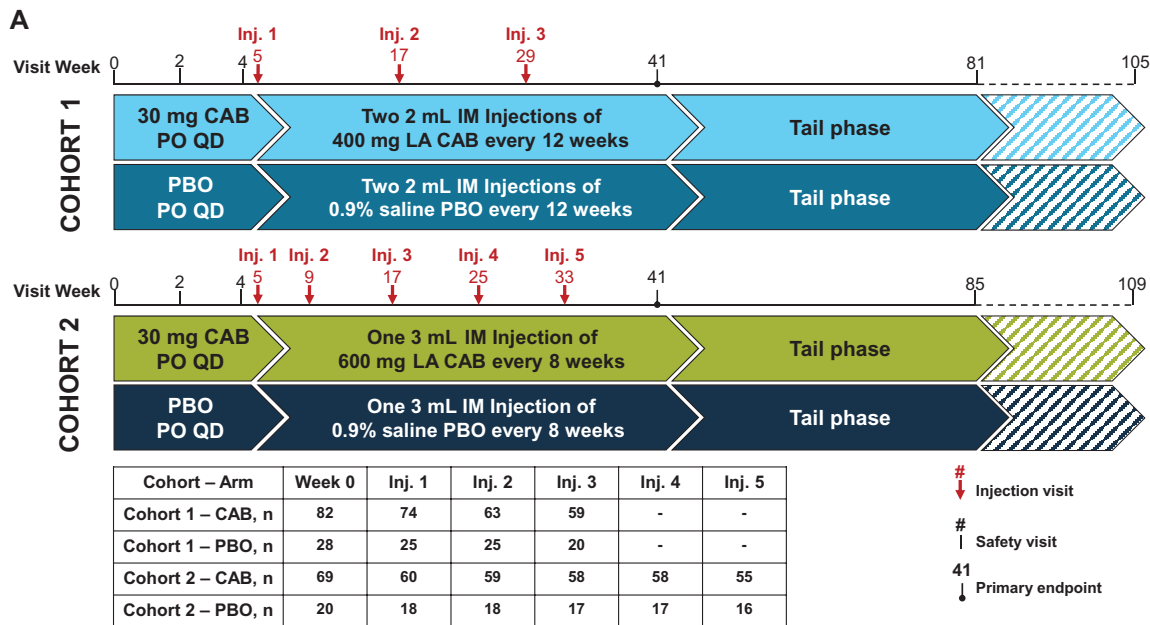 A
Inj. 1 Inj. 2 Inj. 3
Visit Week 0 2 4 5 17 29 41 81 105
COHORT 1
30 mg CAB
PO QD
Two 2 mL IM Injections of
400 mg LA CAB every 12 weeks
Tail phase
PBO
PO QD
Two 2 mL IM Injections of
0.9% saline PBO every 12 weeks
Tail phase
Inj. 1 Inj. 2 Inj. 3 Inj. 4 Inj. 5
Visit Week 0 2 4 5 9 17 25 33 41 85 109
COHORT 2
30 mg CAB
PO QD
One 3 mL IM Injection of
600 mg LA CAB every 8 weeks
Tail phase
PBO
PO QD
One 3 mL IM Injection of
0.9% saline PBO every 8 weeks
Tail phase
Cohort – Arm Week 0 Inj. 1 Inj. 2 Inj. 3 Inj. 4 Inj. 5
Cohort 1 – CAB, n 82 74 63 59 - -
Cohort 1 – PBO, n 28 25 25 20 - -
Cohort 2 – CAB, n 69 60 59 58 58 55
Cohort 2 – PBO, n 20 18 18 17 17 16
# Injection visit
# Safety visit
41 Primary endpoint